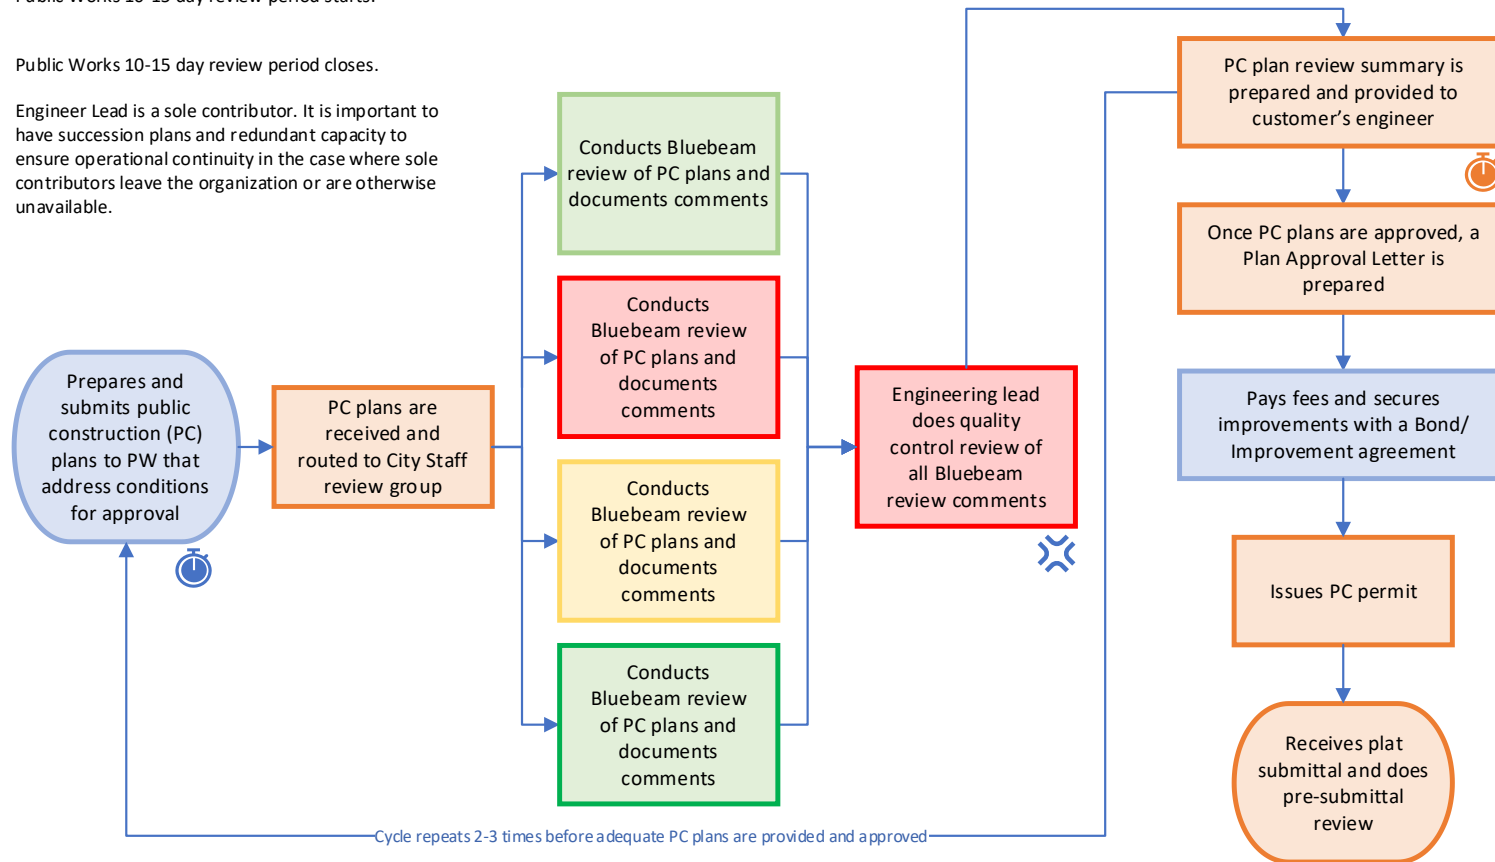 Public Works 10-15 day review period starts.
Public Works 10-15 day review period closes.
Engineer Lead is a sole contributor. It is important to
have succession plans and redundant capacity to
ensure operational continuity in the case where sole
contributors leave the organization or are otherwise
unavailable.
Prepares and
submits public
construction (PC)
plans to PW that
address conditions
for approval
PC plans are
received and
routed to City Staff
review group
Conducts Bluebeam
review of PC plans and
documents comments
Conducts
Bluebeam review
of PC plans and
documents
comments
Conducts
Bluebeam review
of PC plans and
documents
comments
Conducts
Bluebeam review
of PC plans and
documents
comments
Engineering lead
does quality
control review of
all Bluebeam
review comments
PC plan review summary is
prepared and provided to
customer’s engineer
Once PC plans are approved, a
Plan Approval Letter is
prepared
Pays fees and secures
improvements with a Bond/
Improvement agreement
Issues PC permit
Receives plat
submittal and does
pre-submittal
review
Cycle repeats 2-3 times before adequate PC plans are provided and approved